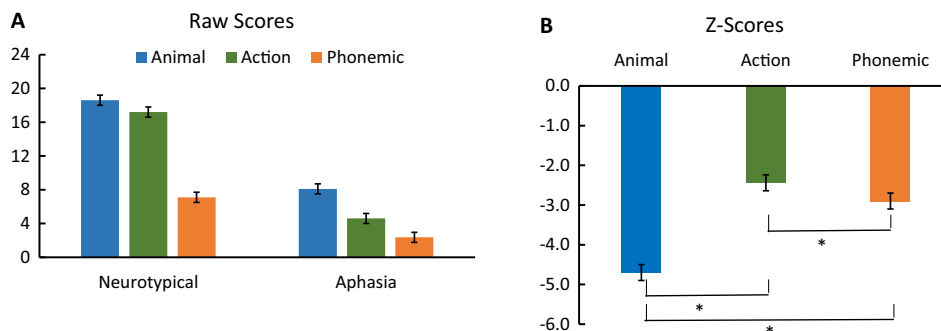 A
Raw Scores
Animal Action Phonemic
24
20
16
12
8
4
0
Neurotypical Aphasia
B
Z-Scores
Animal Action Phonemic
0.0
-1.0
-2.0
-3.0
-4.0
-5.0
-6.0
*
*
*